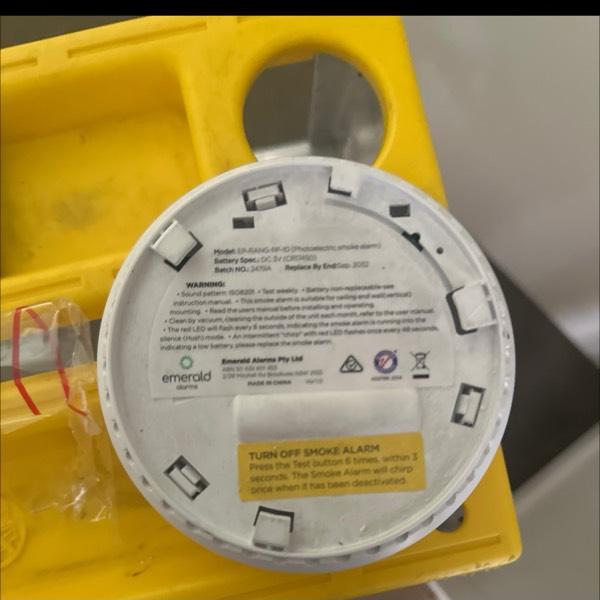 Model: EP-RANG-RF-10 (Photoelectric smoke alarm)
Battery Spec.: DC 3V (CR17450)
Batch NO.: 2419A Replace By End: Sep. 2032
WARNING:
• Sound pattern: ISO8201. • Test weekly. • Battery non-replaceable-see
instruction manual. • This smoke alarm is suitable for ceiling and wall(vertical)
mounting. • Read the users manual before installing and operating.
• Clean by vacuum, cleaning the outside of the unit each month, refer to the user manual.
• The red LED will flash every 8 seconds, indicating the smoke alarm is running into the
silence (Hush) mode. • An intermittent "chirp" with red LED flashes once every 48 seconds,
indicating a low battery, please replace the smoke alarm.
emerald
alarms
Emerald Alarms Pty Ltd
MADE IN CHINA
TURN OFF SMOKE ALARM
Press the Test button 6 times, within 3
seconds. The Smoke Alarm will chirp
once when it has been deactivated.